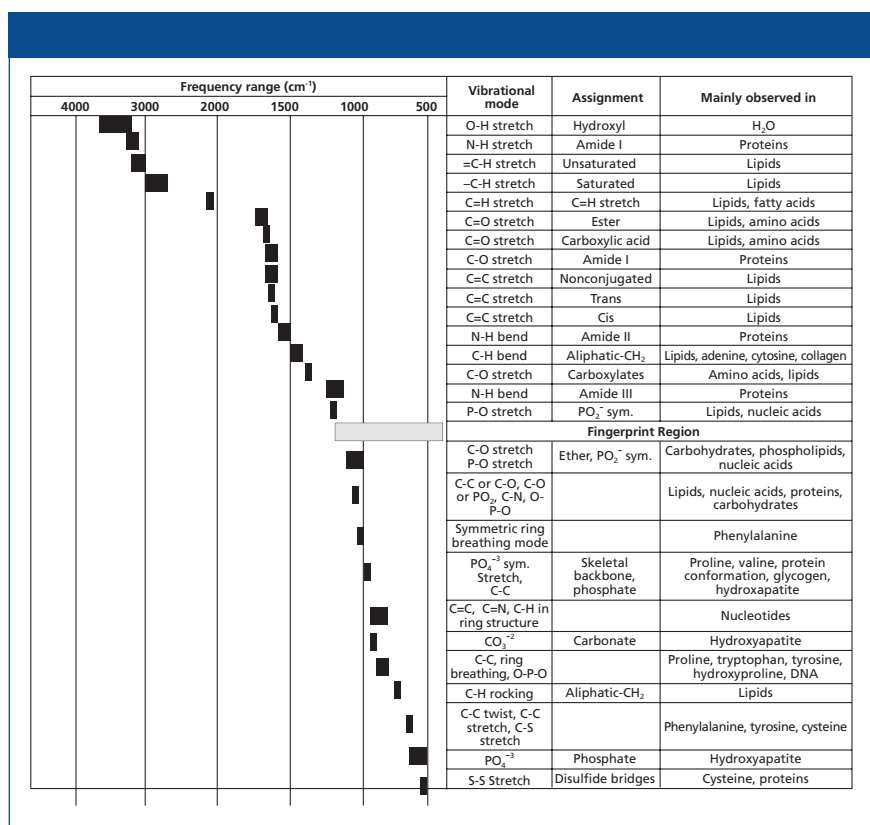 Frequency range (cm⁻¹)
4000 3000 2000 1500 1000 500
Vibrational
mode
Assignment
Mainly observed in
O-H stretch Hydroxyl H₂O
N-H stretch Amide I Proteins
=C-H stretch Unsaturated Lipids
–C-H stretch Saturated Lipids
C=H stretch C=H stretch Lipids, fatty acids
C=O stretch Ester Lipids, amino acids
C=O stretch Carboxylic acid Lipids, amino acids
C-O stretch Amide I Proteins
C=C stretch Nonconjugated Lipids
C=C stretch Trans Lipids
C=C stretch Cis Lipids
N-H bend Amide II Proteins
C-H bend Aliphatic-CH₂ Lipids, adenine, cytosine, collagen
C-O stretch Carboxylates Amino acids, lipids
N-H bend Amide III Proteins
P-O stretch PO₂⁻ sym. Lipids, nucleic acids
Fingerprint Region
C-O stretch
P-O stretch
Ether, PO₂⁻ sym.
Carbohydrates, phospholipids,
nucleic acids
C-C or C-O, C-O
or PO₂, C-N, O-
P-O
Lipids, nucleic acids, proteins,
carbohydrates
Symmetric ring
breathing mode
Phenylalanine
PO₄⁻³ sym.
Stretch,
C-C
Skeletal
backbone,
phosphate
Proline, valine, protein
conformation, glycogen,
hydroxapatite
C=C, C=N, C-H in
ring structure
Nucleotides
CO₃⁻² Carbonate Hydroxyapatite
C-C, ring
breathing, O-P-O
Proline, tryptophan, tyrosine,
hydroxyproline, DNA
C-H rocking Aliphatic-CH₂ Lipids
C-C twist, C-C
stretch, C-S
stretch
Phenylalanine, tyrosine, cysteine
PO₄⁻³ Phosphate Hydroxyapatite
S-S Stretch Disulfide bridges Cysteine, proteins